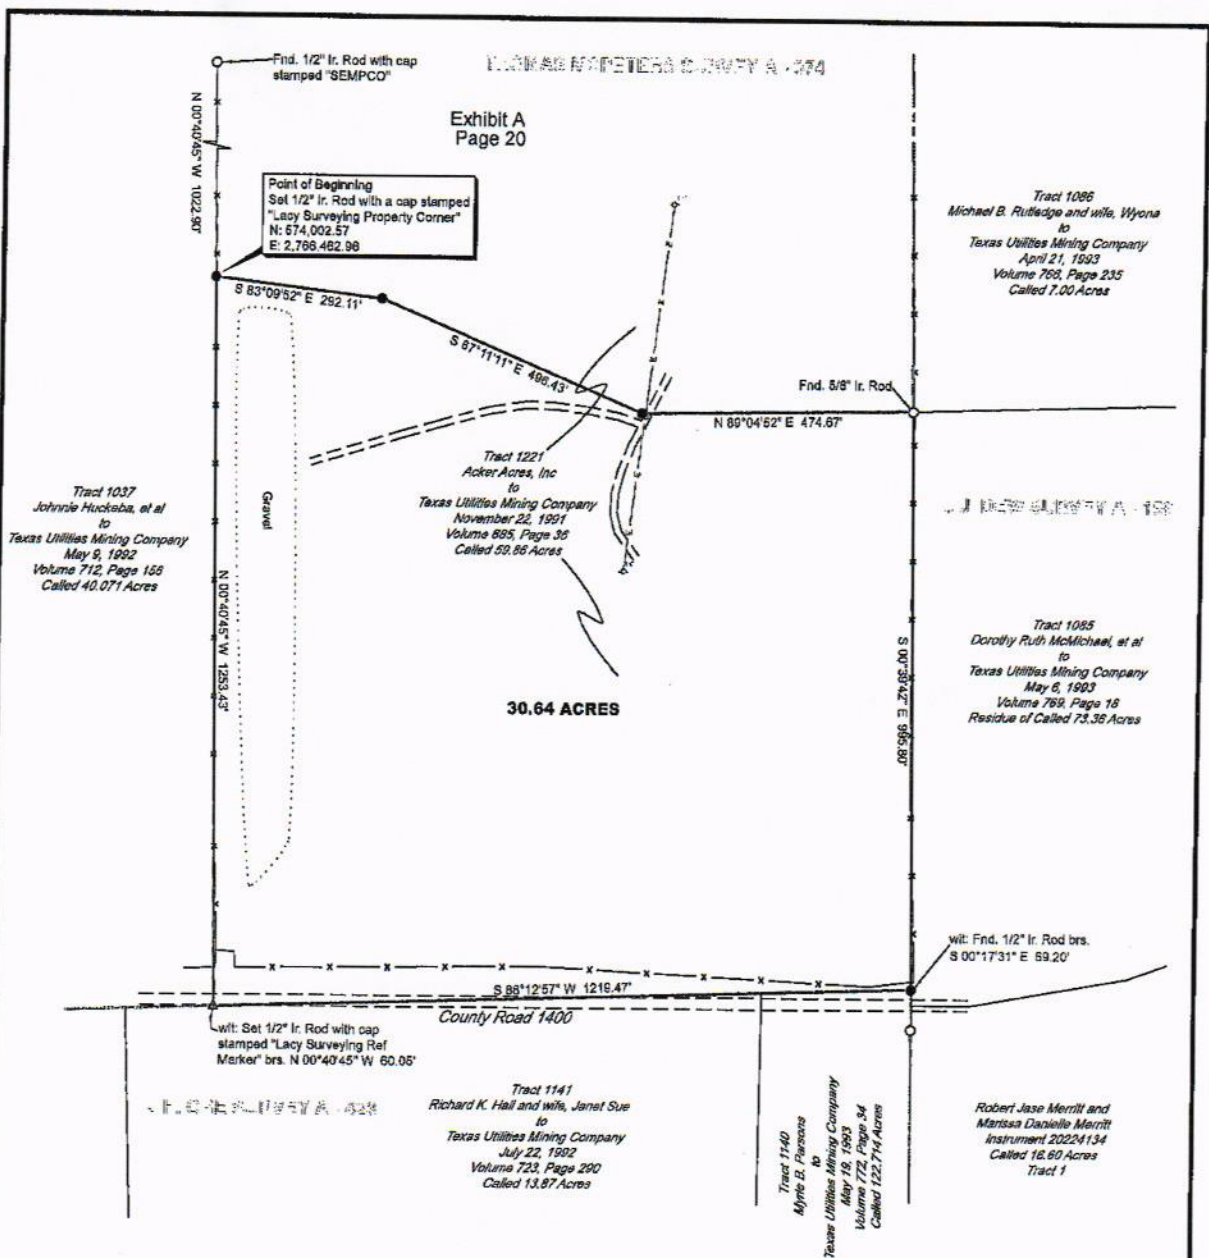 Fnd. 1/2" Ir. Rod with cap
stamped "SEMPCO"
Exhibit A
Page 20
N 00°40'45" W 1022.90'
Point of Beginning
Set 1/2" Ir. Rod with a cap stamped
"Lacy Surveying Property Corner"
N: 574,002.57
E: 2,766,462.96
Tract 1086
Michael B. Rutledge and wife, Wyona
to
Texas Utilities Mining Company
April 21, 1993
Volume 766, Page 235
Called 7.00 Acres
S 83°09'52" E 292.11'
S 67°11'11" E 496.43'
Fnd. 5/8" Ir. Rod
N 89°04'52" E 474.67'
Tract 1221
Acker Acres, Inc
to
Texas Utilities Mining Company
November 22, 1991
Volume 685, Page 36
Called 59.86 Acres
Tract 1037
Johnnie Huckeba, et al
to
Texas Utilities Mining Company
May 9, 1992
Volume 712, Page 156
Called 40.071 Acres
Gravel
N 00°40'45" W 1253.43'
S 00°39'42" E 995.80'
Tract 1085
Dorothy Ruth McMichael, et al
to
Texas Utilities Mining Company
May 6, 1993
Volume 769, Page 16
Residue of Called 73.36 Acres
30.64 ACRES
wit: Fnd. 1/2" Ir. Rod brs.
S 00°17'31" E 69.20'
S 88°12'57" W 1219.47'
County Road 1400
wit: Set 1/2" Ir. Rod with cap
stamped "Lacy Surveying Ref
Marker" brs. N 00°40'45" W 60.05'
Tract 1141
Richard K. Hall and wife, Janet Sue
to
Texas Utilities Mining Company
July 22, 1992
Volume 723, Page 290
Called 13.87 Acres
Tract 1140
Myrle B. Parsons
to
Texas Utilities Mining Company
May 19, 1993
Volume 772, Page 34
Called 122.714 Acres
Robert Jase Merritt and
Marissa Danielle Merritt
Instrument 20224134
Called 16.60 Acres
Tract 1